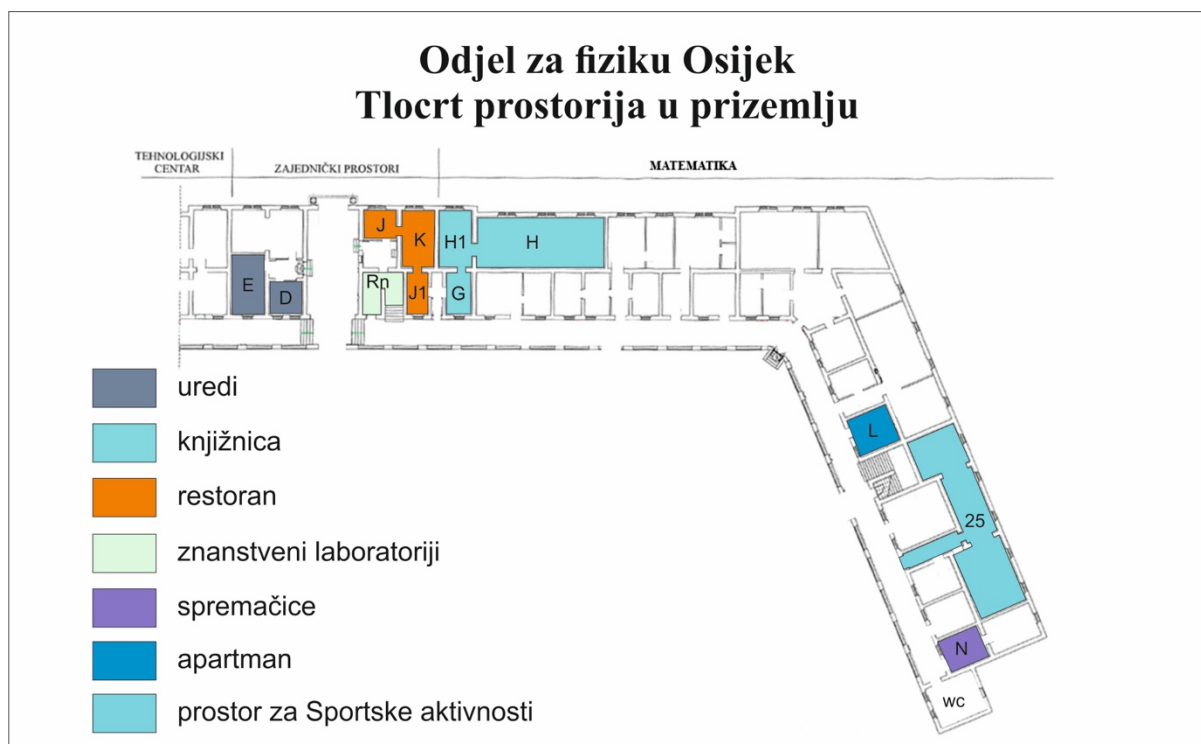 Odjel za fiziku Osijek
Tlocrt prostorija u prizemlju
TEHNOLOGIJSKI
CENTAR
ZAJEDNIČKI PROSTORI
MATEMATIKA
J
K
H1
H
E
D
Rn
J1
G
L
25
N
wc
uredi
knjižnica
restoran
znanstveni laboratoriji
spremačice
apartman
prostor za Sportske aktivnosti